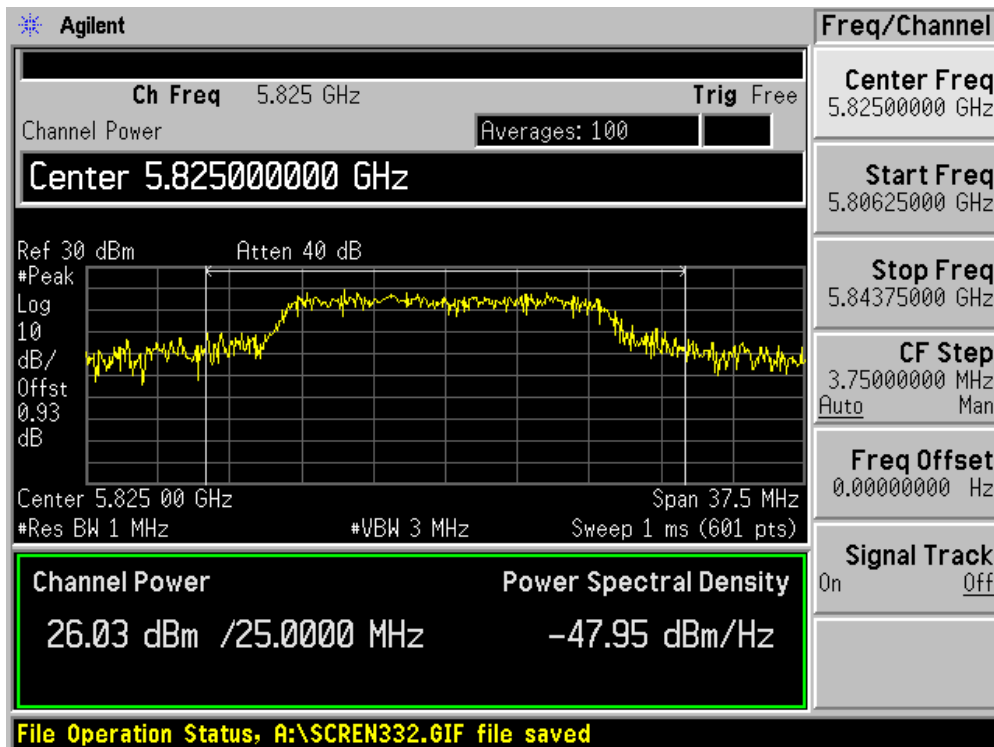 Agilent
Freq/Channel
Ch Freq 5.825 GHz Trig Free
Channel Power Averages: 100
Center 5.825000000 GHz
Ref 30 dBm Atten 40 dB
#Peak
Log
10
dB/
Offst
0.93
dB
Center 5.825 00 GHz Span 37.5 MHz
#Res BW 1 MHz #VBW 3 MHz Sweep 1 ms (601 pts)
Channel Power Power Spectral Density
26.03 dBm /25.0000 MHz -47.95 dBm/Hz
File Operation Status, A:\SCREN332.GIF file saved
Center Freq
5.82500000 GHz
Start Freq
5.80625000 GHz
Stop Freq
5.84375000 GHz
CF Step
3.75000000 MHz
Auto Man
Freq Offset
0.00000000 Hz
Signal Track
On Off